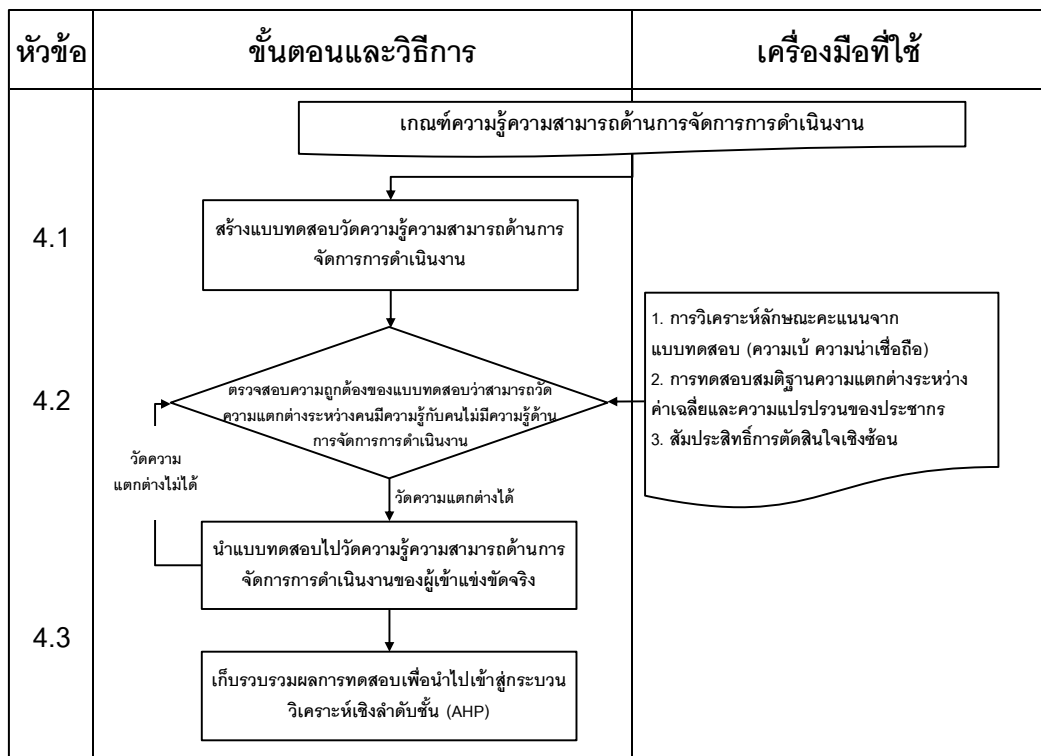 หัวข้อ
ขั้นตอนและวิธีการ
เครื่องมือที่ใช้
เกณฑ์ความรู้ความสามารถด้านการจัดการการดำเนินงาน
4.1
สร้างแบบทดสอบวัดความรู้ความสามารถด้านการ
จัดการการดำเนินงาน
4.2
ตรวจสอบความถูกต้องของแบบทดสอบว่าสามารถวัด
ความแตกต่างระหว่างคนมีความรู้กับคนไม่มีความรู้ด้าน
การจัดการการดำเนินงาน
1. การวิเคราะห์ลักษณะคะแนนจาก
แบบทดสอบ (ความเบ้ ความน่าเชื่อถือ)
2. การทดสอบสมติฐานความแตกต่างระหว่าง
ค่าเฉลี่ยและความแปรปรวนของประชากร
3. สัมประสิทธิ์การตัดสินใจเชิงซ้อน
วัดความ
แตกต่างไม่ได้
วัดความแตกต่างได้
นำแบบทดสอบไปวัดความรู้ความสามารถด้านการ
จัดการการดำเนินงานของผู้เข้าแข่งขัดจริง
4.3
เก็บรวบรวมผลการทดสอบเพื่อนำไปเข้าสู่กระบวน
วิเคราะห์เชิงลำดับชั้น (AHP)